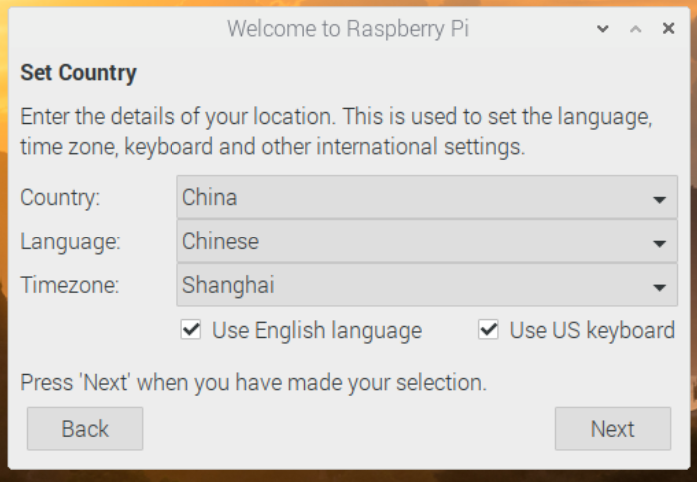 Welcome to Raspberry Pi
Set Country
Enter the details of your location. This is used to set the language,
time zone, keyboard and other international settings.
Country: China
Language: Chinese
Timezone: Shanghai
Use English language Use US keyboard
Press 'Next' when you have made your selection.
Back Next